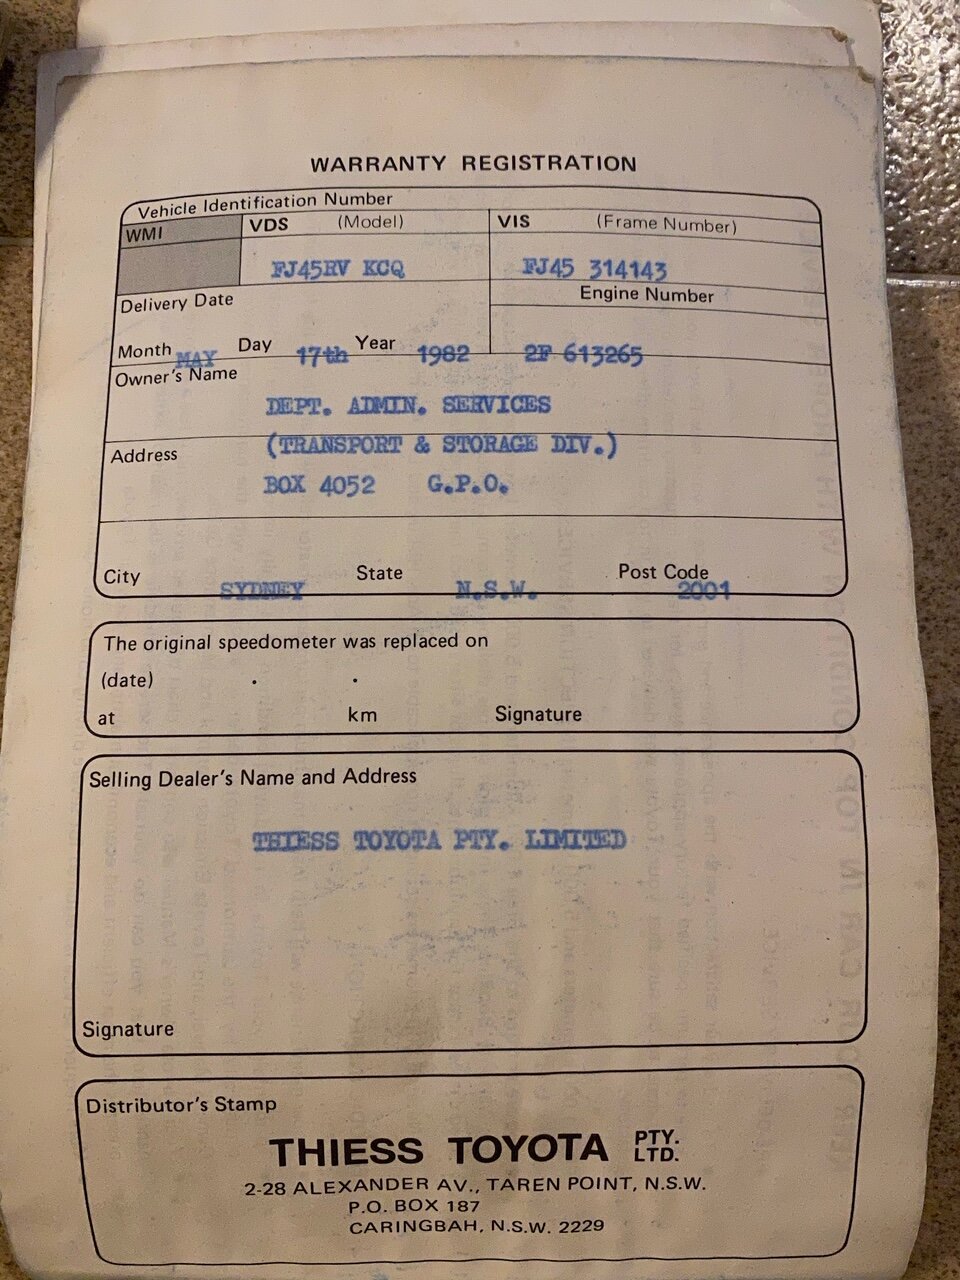 WARRANTY REGISTRATION
Vehicle Identification Number
WMI VDS (Model) VIS (Frame Number)
FJ45RV KCQ FJ45 314143
Delivery Date Engine Number
Month MAY Day 17th Year 1982 2F 613265
Owner's Name
DEPT. ADMIN. SERVICES
(TRANSPORT & STORAGE DIV.)
Address
BOX 4052 G.P.O.
City SYDNEY State N.S.W. Post Code 2001
The original speedometer was replaced on
(date) . .
at km Signature
Selling Dealer's Name and Address
THIESS TOYOTA PTY. LIMITED
Signature
Distributor's Stamp
THIESS TOYOTA PTY. LTD.
2-28 ALEXANDER AV., TAREN POINT, N.S.W.
P.O. BOX 187
CARINGBAH, N.S.W. 2229